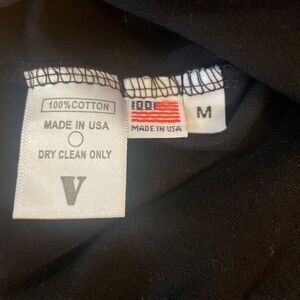 100%COTTON
MADE IN USA
DRY CLEAN ONLY
V
MADE IN USA
M